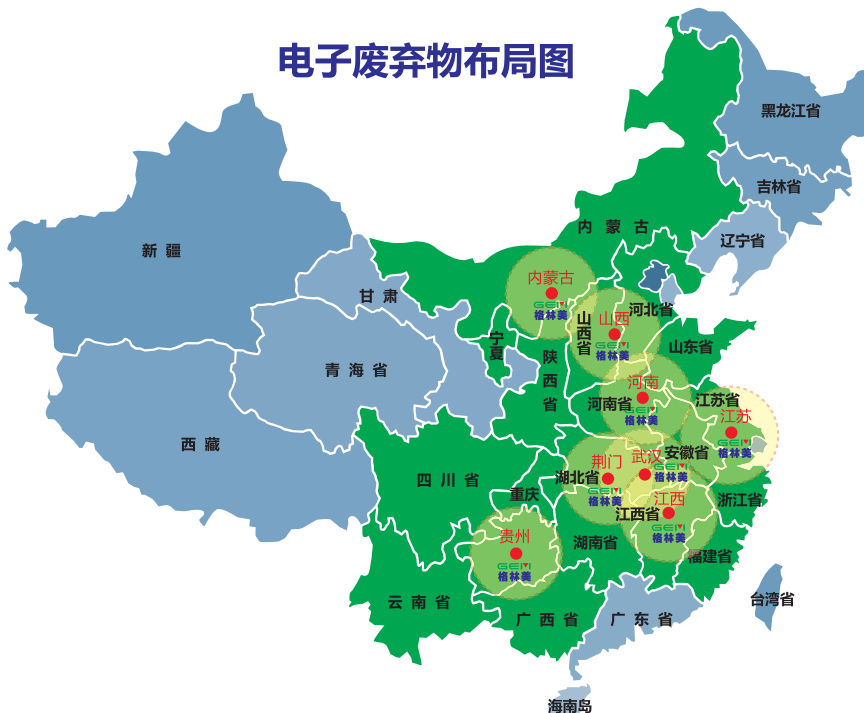 电子废弃物布局图
黑龙江省
吉林省
辽宁省
内 蒙 古
新 疆
甘 肃
内蒙古
GEM
格林美
河北省
山西省
山西
GEM
格林美
宁夏
陕西省
山东省
青 海 省
河南
河南省
GEM
格林美
江苏省
江苏
GEM
格林美
西 藏
安徽省
武汉
GEM
格林美
荆门
湖北省
GEM
格林美
四 川 省
重庆
浙江省
江西
江西省
GEM
格林美
贵州
GEM
格林美
湖南省
福建省
云 南 省
广 西 省
广 东 省
台湾省
海南岛